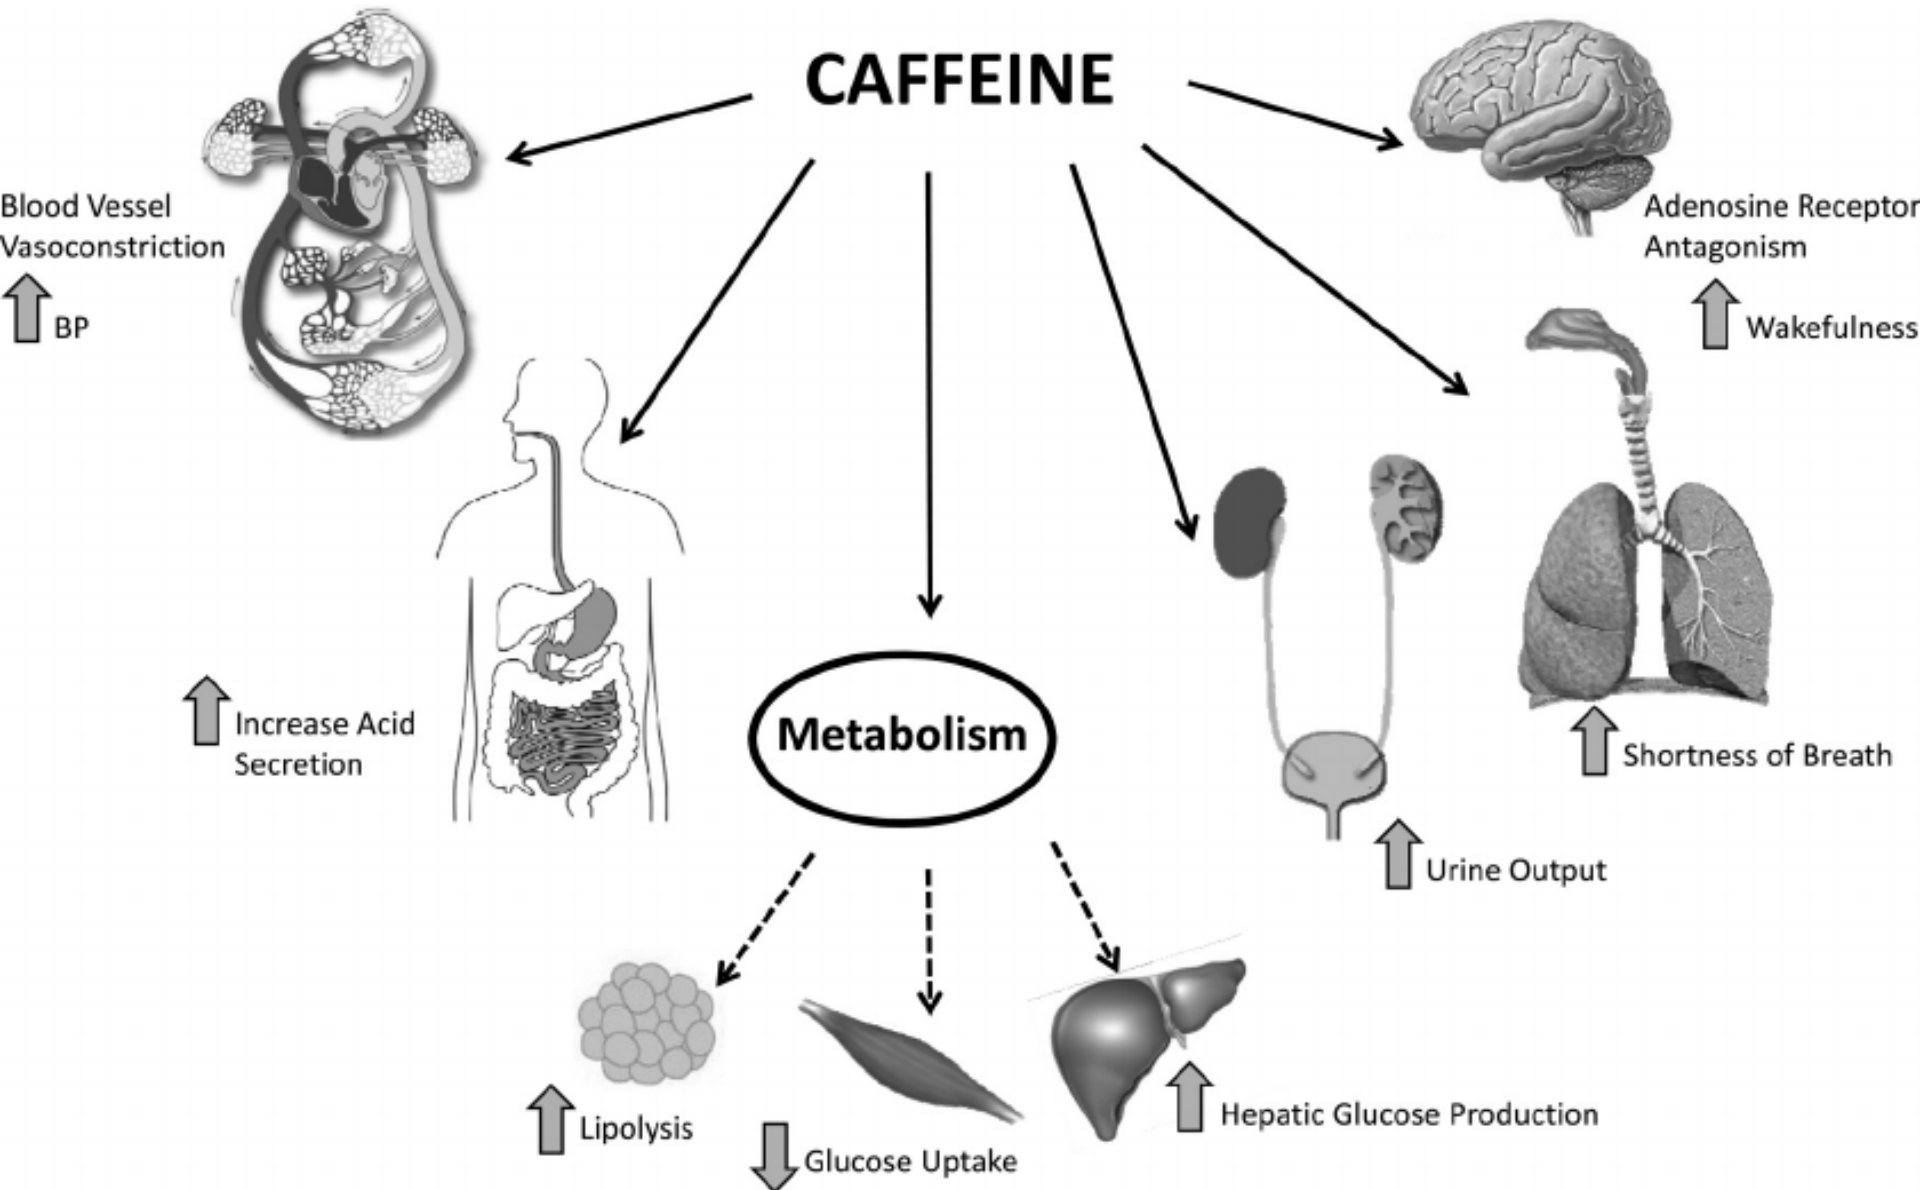 CAFFEINE
Blood Vessel
Vasoconstriction
BP
Adenosine Receptor
Antagonism
Wakefulness
Increase Acid
Secretion
Metabolism
Shortness of Breath
Urine Output
Lipolysis
Glucose Uptake
Hepatic Glucose Production